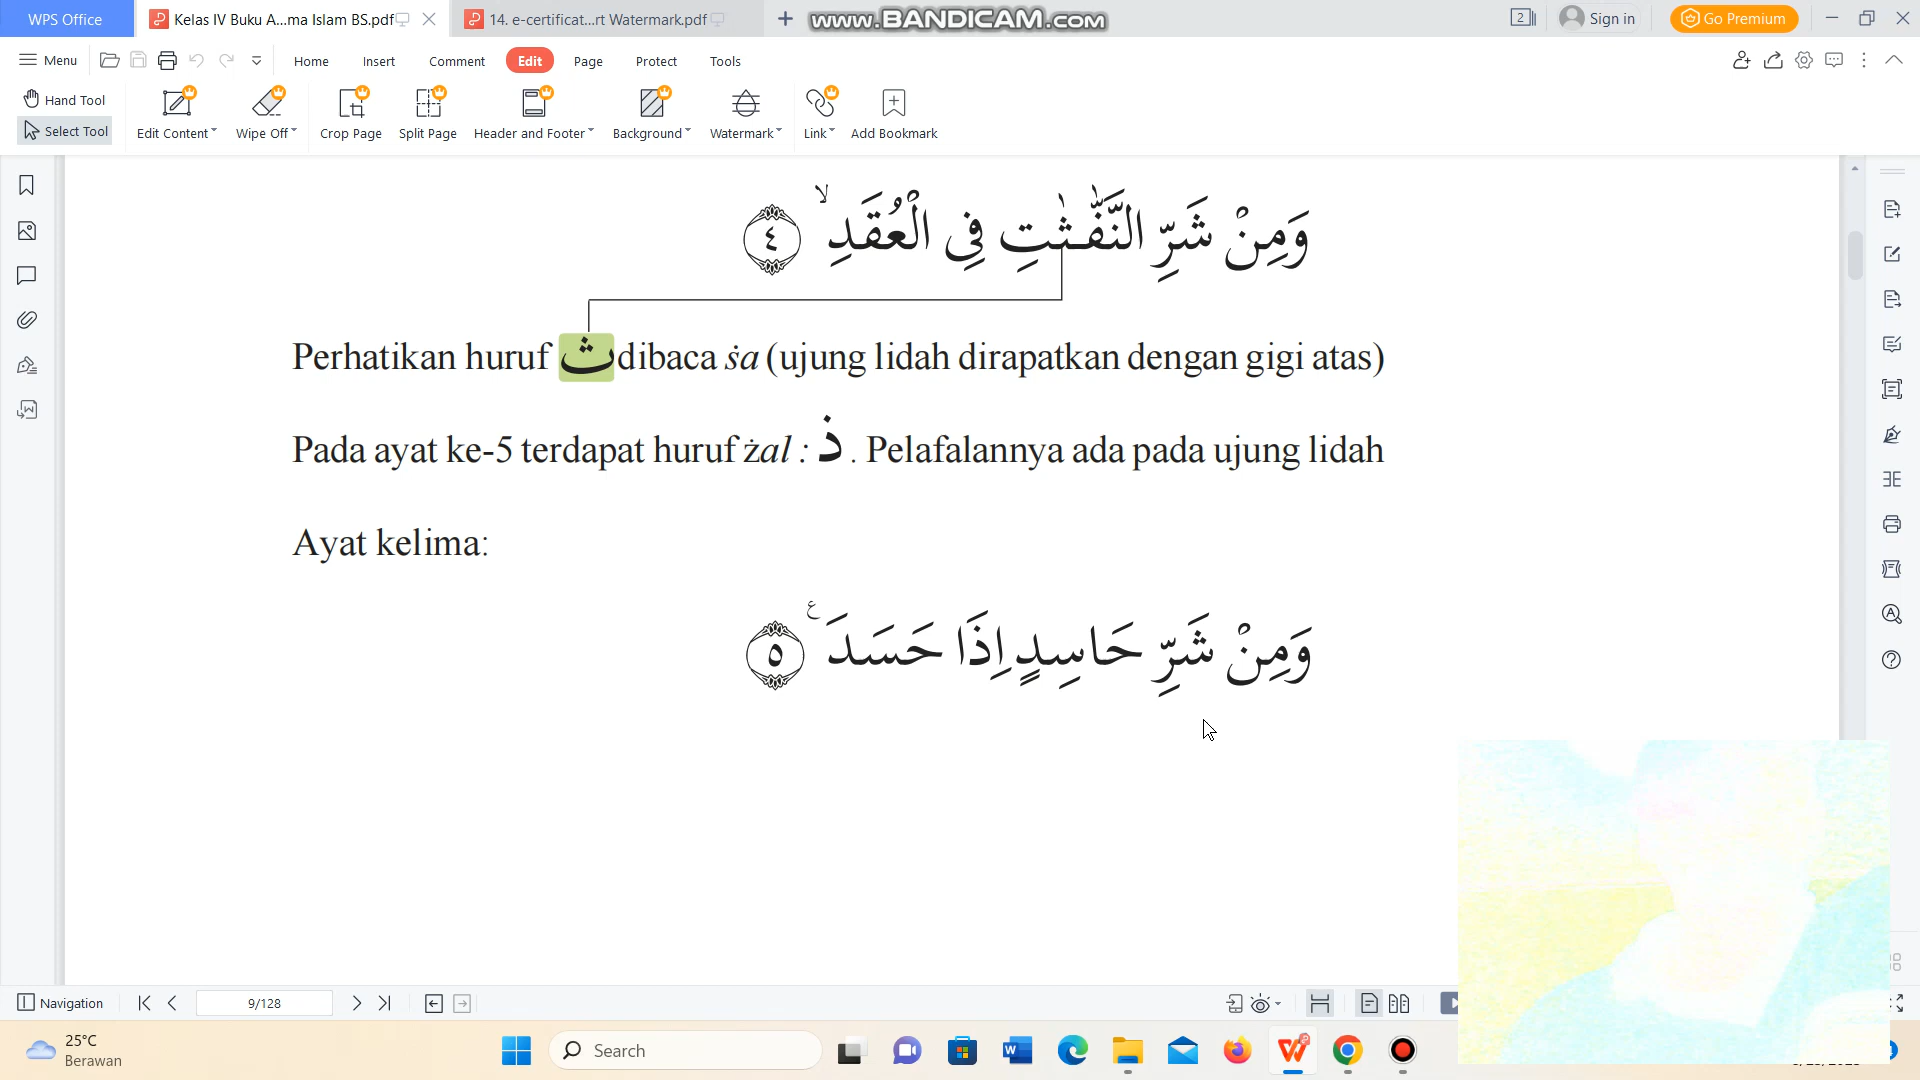 WPS Office
Kelas IV Buku A...ma Islam BS.pdf
14. e-certificat...rt Watermark.pdf
www.BANDICAM.com
2
Sign in
Go Premium
Menu
Home
Insert
Comment
Edit
Page
Protect
Tools
Hand Tool
Select Tool
Edit Content
Wipe Off
Crop Page
Split Page
Header and Footer
Background
Watermark
Link
Add Bookmark
وَمِنْ شَرِّ النَّفّٰثٰتِ فِى الْعُقَدِۙ ٤
Perhatikan huruf ث dibaca ṡa (ujung lidah dirapatkan dengan gigi atas)
Pada ayat ke-5 terdapat huruf żal : ذ . Pelafalannya ada pada ujung lidah
Ayat kelima:
وَمِنْ شَرِّ حَاسِدٍ اِذَا حَسَدَ ࣖ ٥
Navigation
9/128
25°C
Berawan
Search